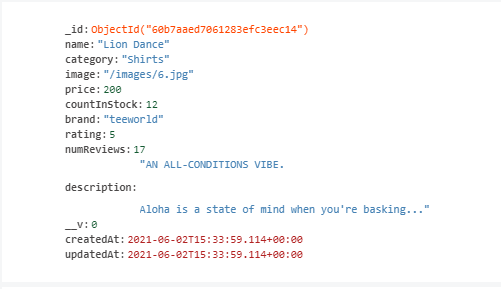 _id: ObjectId("60b7aaed7061283efc3eec14")
name: "Lion Dance"
category: "Shirts"
image: "/images/6.jpg"
price: 200
countInStock: 12
brand: "teeworld"
rating: 5
numReviews: 17
"AN ALL-CONDITIONS VIBE.
description:
Aloha is a state of mind when you're basking..."
__v: 0
createdAt: 2021-06-02T15:33:59.114+00:00
updatedAt: 2021-06-02T15:33:59.114+00:00